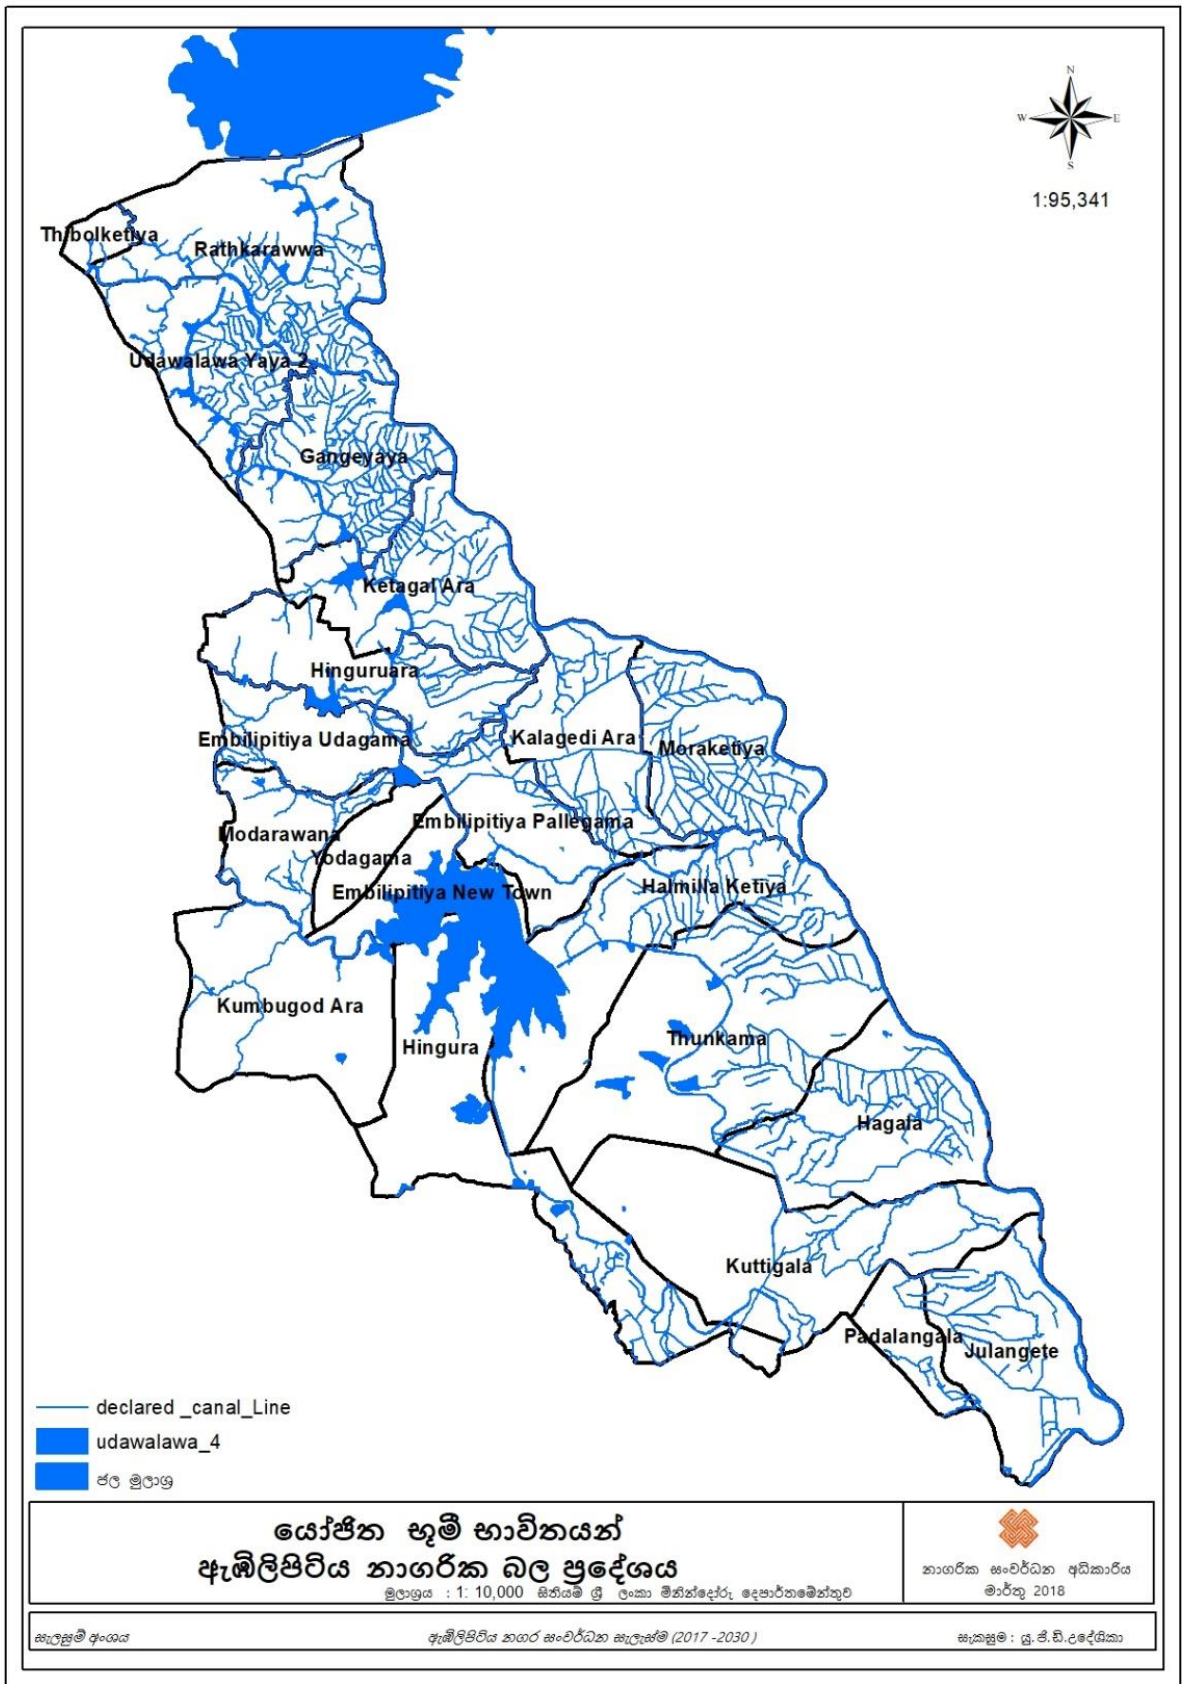 N
W E
S
1:95,341
Thibolketiya
Rathkarawwa
Udawalawa Yaya 2
Gangeyaya
Ketagal Ara
Hinguruara
Embilipitiya Udagama
Kalagedi Ara
Moraketiya
Embilipitiya Pallegama
Modarawana
Yodagama
Embilipitiya New Town
Halmilla Ketiya
Kumbugod Ara
Hingura
Thunkama
Hagala
Kuttigala
Padalangala
Julangete
declared _canal_Line
udawalawa_4
ජල මුලාශ්‍ර
යෝජිත භූමී භාවිතයන්
ඇඹිලිපිටිය නාගරික බල ප්‍රදේශය
මුලාශ්‍රය : 1: 10,000 සිතියම් ශ්‍රී ලංකා මිනින්දෝරු දෙපාර්තමේන්තුව
නාගරික සංවර්ධන අධිකාරිය
මාර්තු 2018
සැලසුම් අංශය
ඇඹිලිපිටිය නගර සංවර්ධන සැලැස්ම (2017 -2030 )
සැකසුම : යු.ජී.ඩි.උදේශිකා